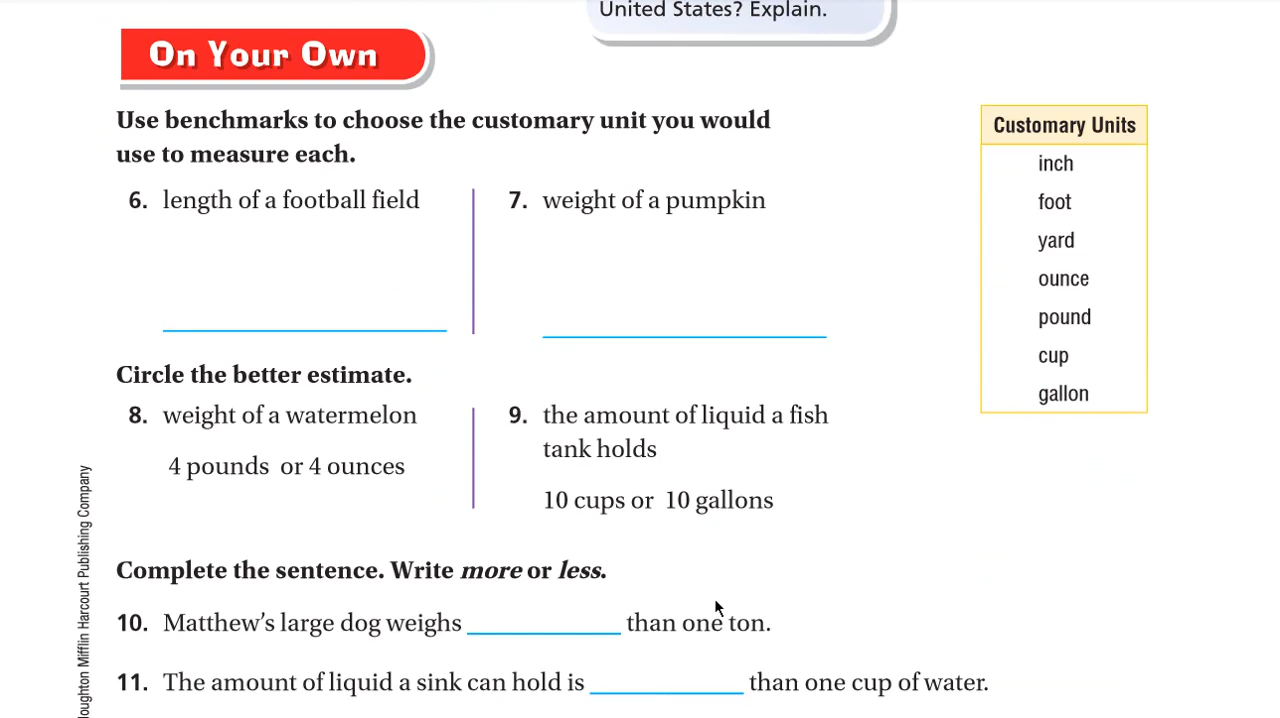 United States? Explain.
On Your Own
Use benchmarks to choose the customary unit you would
use to measure each.
6. length of a football field
7. weight of a pumpkin
Customary Units
inch
foot
yard
ounce
pound
cup
gallon
Circle the better estimate.
8. weight of a watermelon
4 pounds or 4 ounces
9. the amount of liquid a fish
tank holds
10 cups or 10 gallons
Complete the sentence. Write more or less.
10. Matthew's large dog weighs than one ton.
11. The amount of liquid a sink can hold is than one cup of water.
oughton Mifflin Harcourt Publishing Company